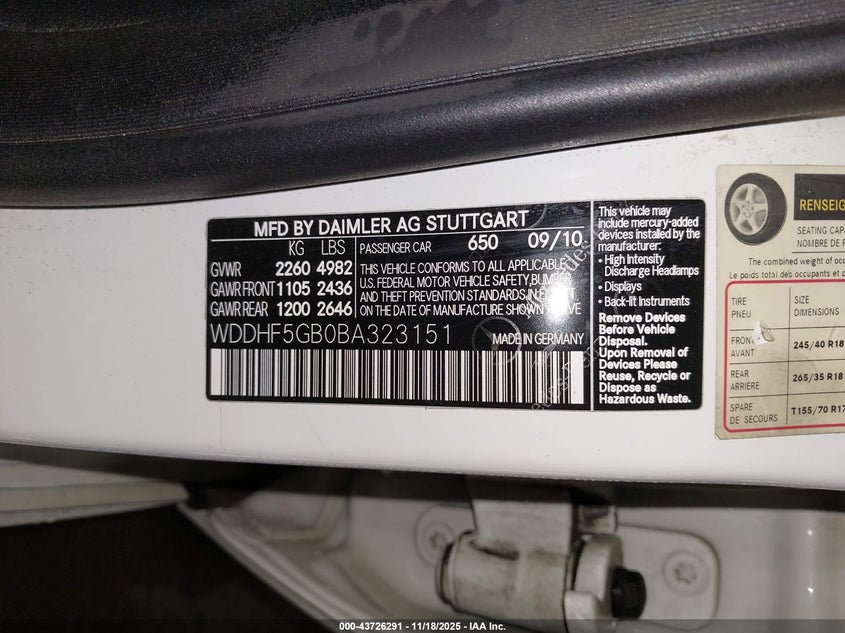 MFD BY DAIMLER AG STUTTGART
KG LBS
GVWR 2260 4982
GAWR FRONT 1105 2436
GAWR REAR 1200 2646
PASSENGER CAR 650 09/10
THIS VEHICLE CONFORMS TO ALL APPLICABLE
U.S. FEDERAL MOTOR VEHICLE SAFETY, BUMPER,
AND THEFT PREVENTION STANDARDS IN EFFECT
ON THE DATE OF MANUFACTURE SHOWN ABOVE
WDDHF5GB0BA323151 MADE IN GERMANY
This vehicle may
include mercury-added
devices installed by the
manufacturer:
• High Intensity
Discharge Headlamps
• Displays
• Back-lit Instruments
Remove Devices
Before Vehicle
Disposal.
Upon Removal of
Devices Please
Reuse, Recycle or
Dispose as
Hazardous Waste.
RENSEIG
SEATING CAPA
NOMBRE DE P
The combined weight of occu
Le poids total des occupants et d
TIRE SIZE
PNEU DIMENSIONS
FRONT 245/40 R18
AVANT
REAR 265/35 R18
ARRIÈRE
SPARE T155/70 R17
DE SECOURS
000-43726291 - 11/18/2025 - IAA Inc.